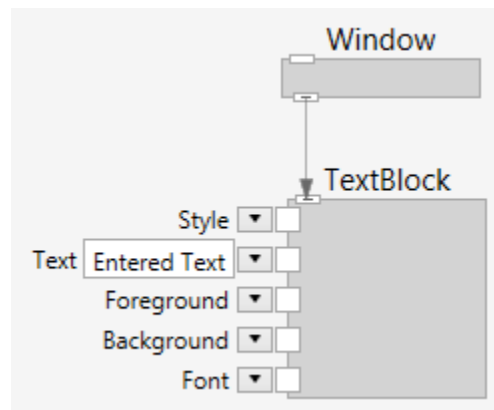 Window
TextBlock
Style
Text Entered Text
Foreground
Background
Font